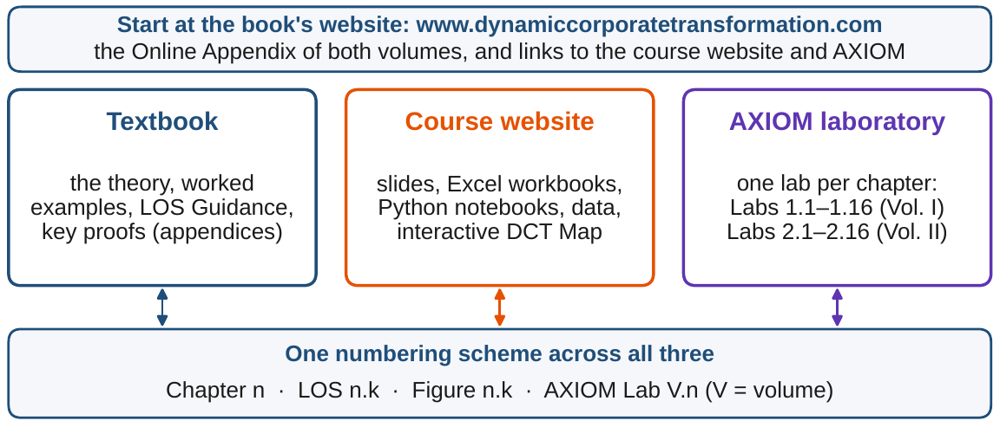 Start at the book's website: www.dynamiccorporatetransformation.com
the Online Appendix of both volumes, and links to the course website and AXIOM
Textbook
the theory, worked
examples, LOS Guidance,
key proofs (appendices)
Course website
slides, Excel workbooks,
Python notebooks, data,
interactive DCT Map
AXIOM laboratory
one lab per chapter:
Labs 1.1–1.16 (Vol. I)
Labs 2.1–2.16 (Vol. II)
One numbering scheme across all three
Chapter n · LOS n.k · Figure n.k · AXIOM Lab V.n (V = volume)